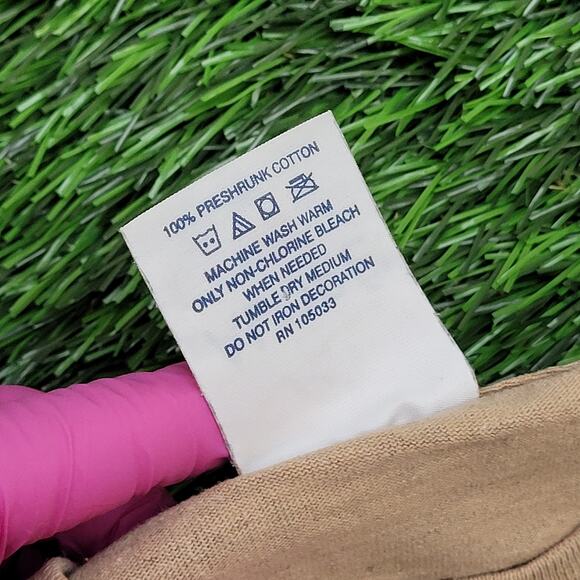 100% PRESHRUNK COTTON
MACHINE WASH WARM
ONLY NON-CHLORINE BLEACH
WHEN NEEDED
TUMBLE DRY MEDIUM
DO NOT IRON DECORATION
RN 105033